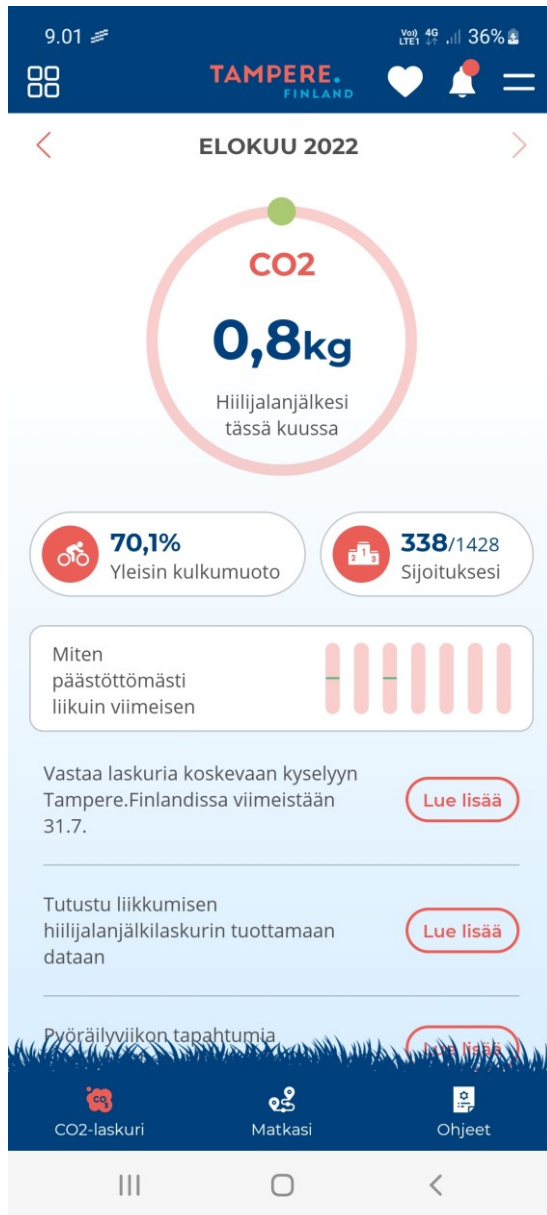 9.01
Vo)) 4G
LTE1
36%
TAMPERE.
FINLAND
ELOKUU 2022
CO2
0,8kg
Hiilijalanjälkesi
tässä kuussa
70,1%
Yleisin kulkumuoto
338/1428
Sijoituksesi
Miten
päästöttömästi
liikuin viimeisen
Vastaa laskuria koskevaan kyselyyn
Tampere.Finlandissa viimeistään
31.7.
Lue lisää
Tutustu liikkumisen
hiilijalanjälkilaskurin tuottamaan
dataan
Lue lisää
Pyöräilyviikon tapahtumia
Lue lisää
CO2-laskuri
Matkasi
Ohjeet